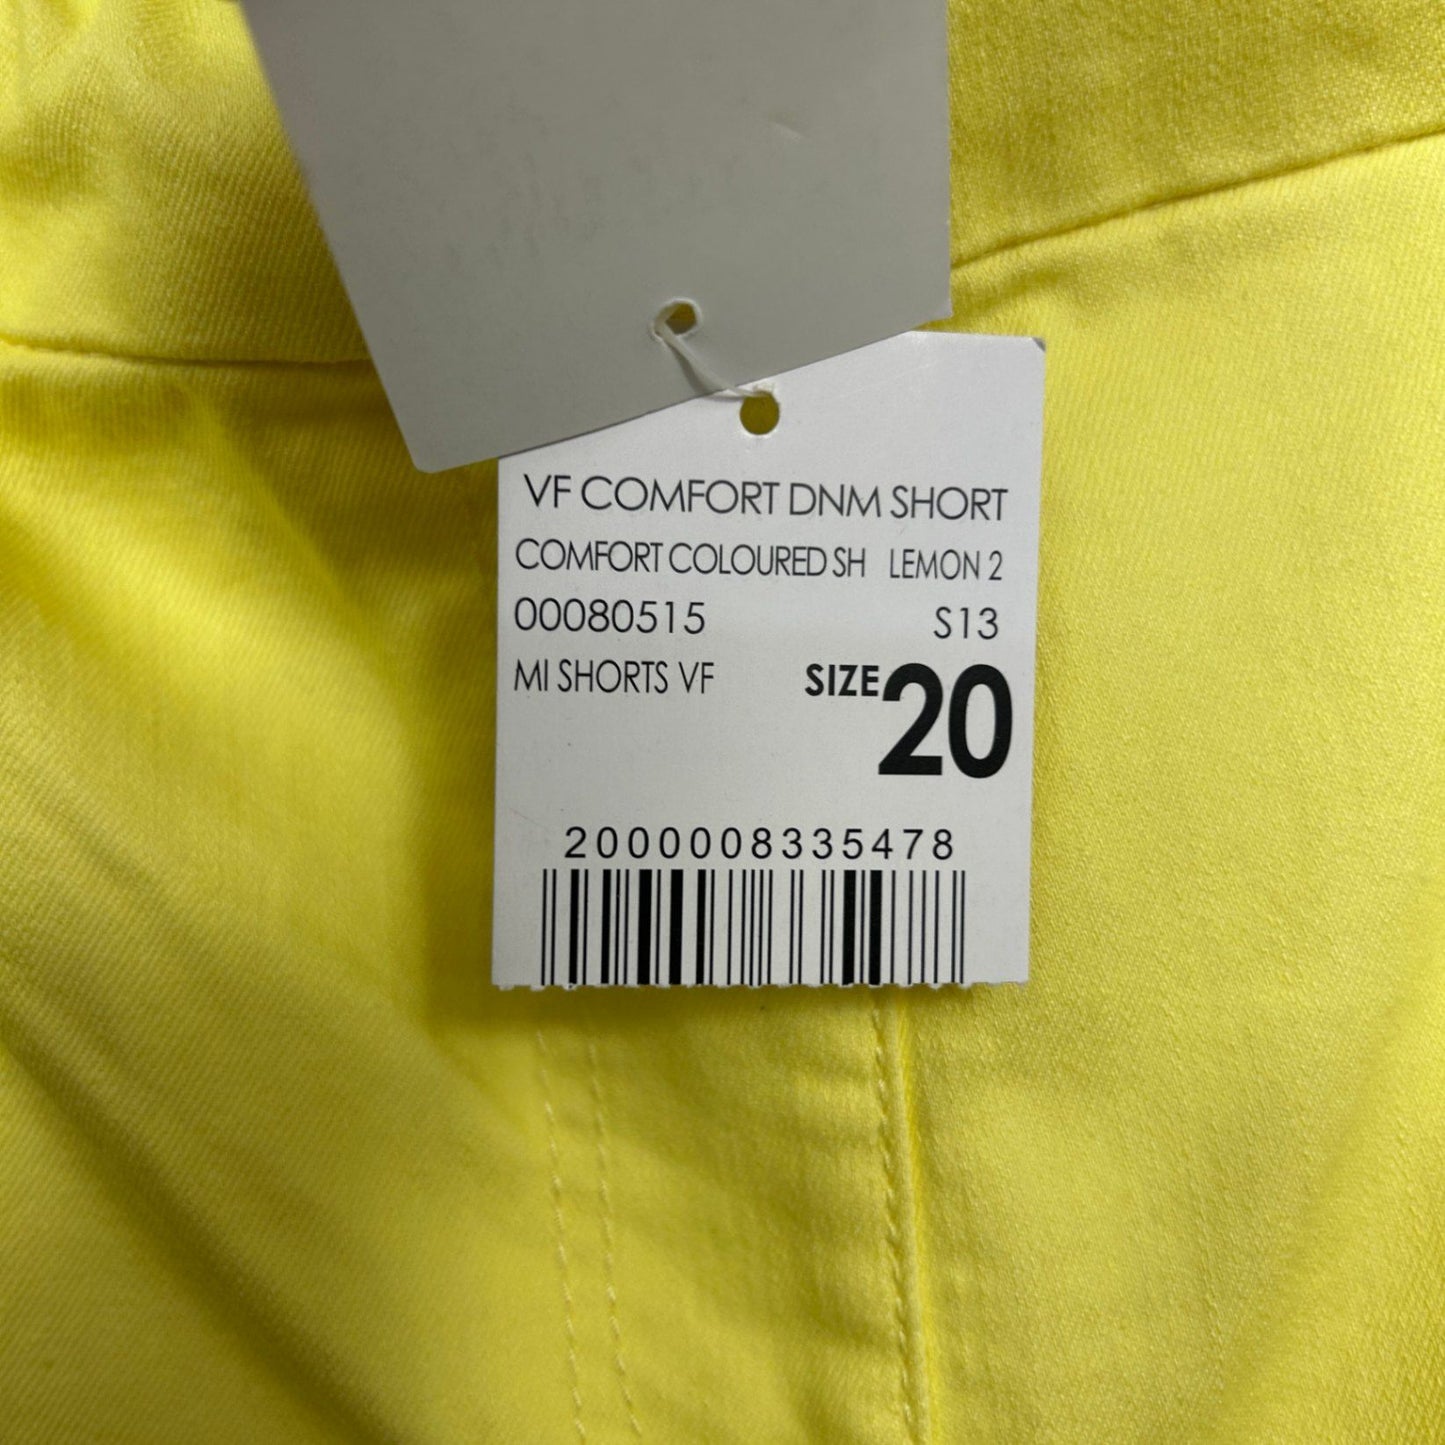 VF COMFORT DNM SHORT
COMFORT COLOURED SH LEMON 2
00080515 S13
MI SHORTS VF SIZE 20
2000008335478